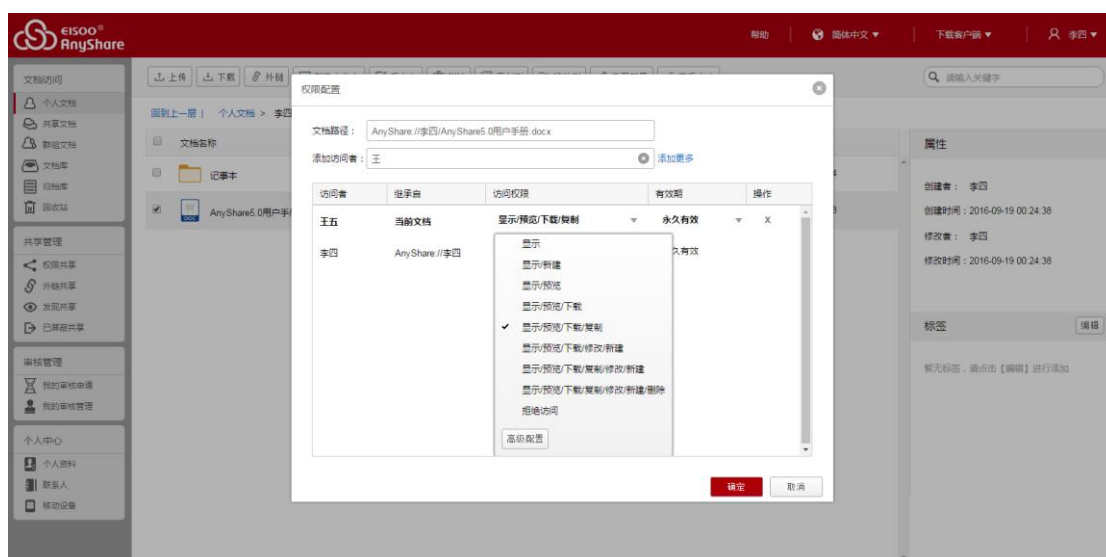 EISOO®
AnyShare
帮助
简体中文
下载客户端
李四
文档访问
个人文档
共享文档
群组文档
文档库
归档库
回收站
共享管理
权限共享
外链共享
发现共享
已屏蔽共享
审核管理
我的审核申请
我的审核管理
个人中心
个人资料
联系人
移动设备
上传 下载 外链
回到上一层 | 个人文档 > 李四
文档名称
记事本
AnyShare5.0用户手
权限配置
文档路径: AnyShare://李四/AnyShare5.0用户手册.docx
添加访问者: 王 添加更多
访问者 继承自 访问权限 有效期 操作
王五 当前文档 显示/预览/下载/复制 永久有效 X
李四 AnyShare://李四 久有效
显示
显示/新建
显示/预览
显示/预览/下载
显示/预览/下载/复制
显示/预览/下载/修改/新建
显示/预览/下载/复制/修改/新建
显示/预览/下载/复制/修改/新建/删除
拒绝访问
高级配置
确定 取消
请输入关键字
属性
创建者: 李四
创建时间:2016-09-19 00:24:38
修改者: 李四
修改时间:2016-09-19 00:24:38
标签 编辑
暂无标签,请点击【编辑】进行添加